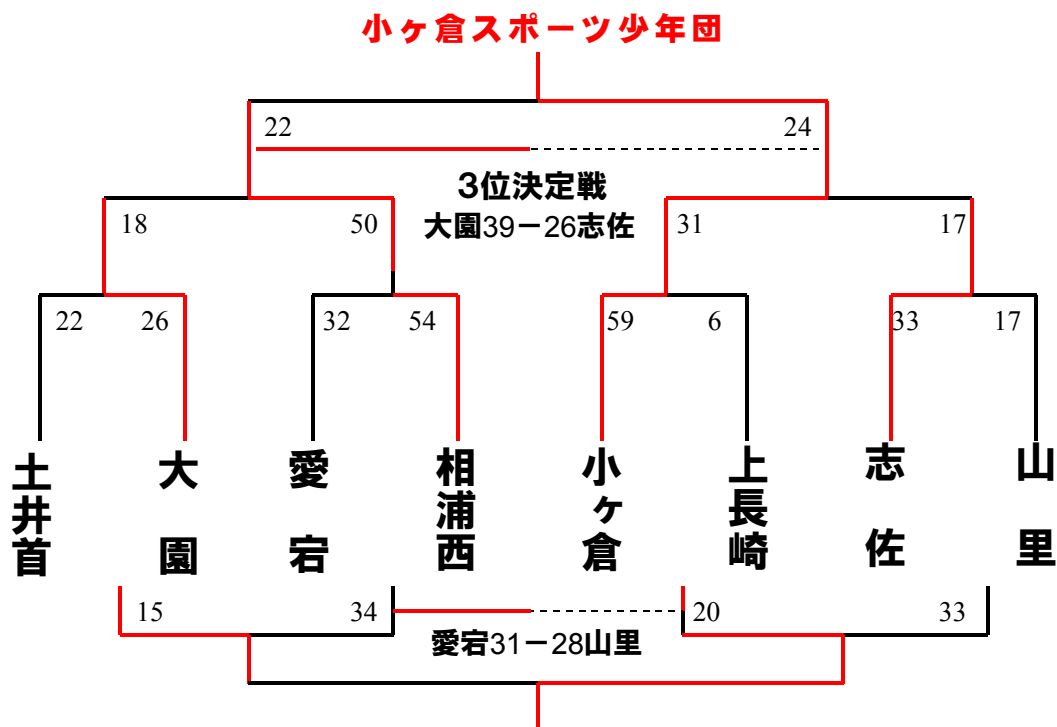 小ヶ倉スポーツ少年団
22 24
3位決定戦
大園39－26志佐
18 50 31 17
22 26 32 54 59 6 33 17
土井首 大園 愛宕 相浦西 小ヶ倉 上長崎 志佐 山里
15 34 20 33
愛宕31－28山里